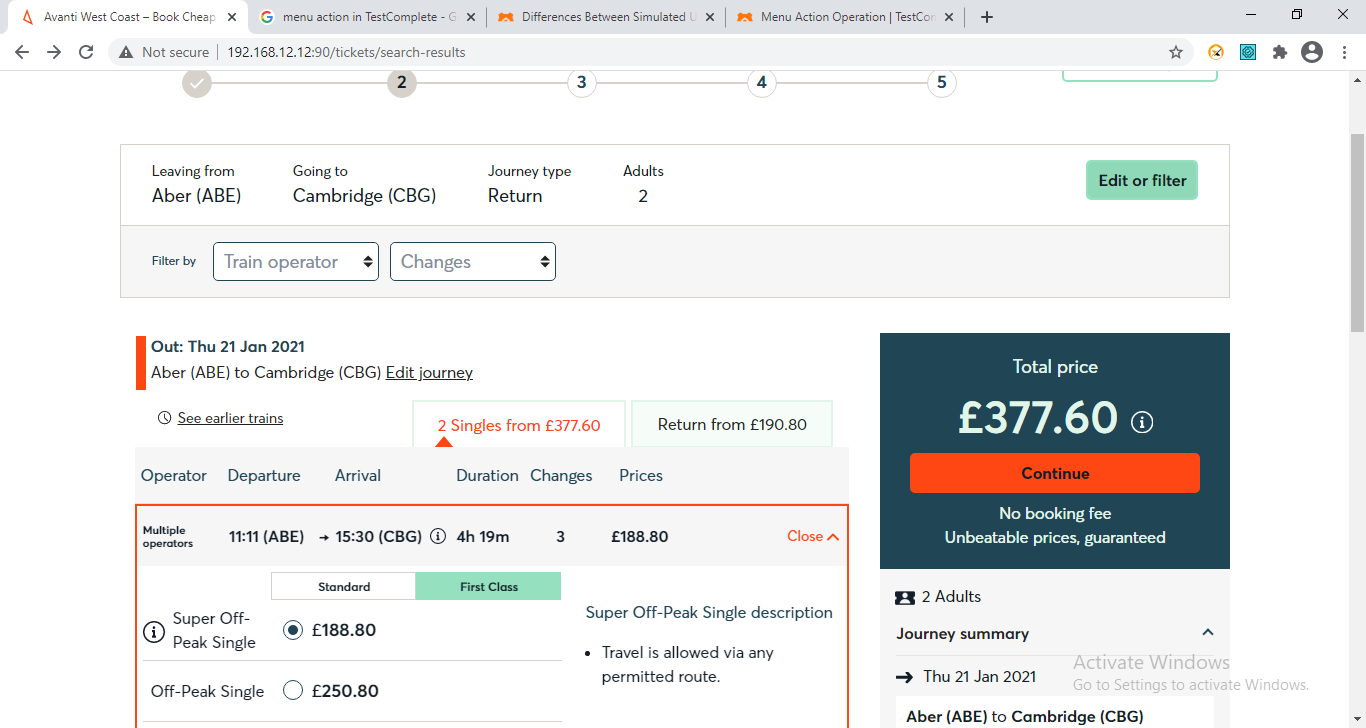 Avanti West Coast – Book Cheap
menu action in TestComplete - G
Differences Between Simulated U
Menu Action Operation | TestCom
Not secure
192.168.12.12:90/tickets/search-results
2
3
4
5
Leaving from
Going to
Journey type
Adults
Aber (ABE)
Cambridge (CBG)
Return
2
Edit or filter
Filter by
Train operator
Changes
Out: Thu 21 Jan 2021
Aber (ABE) to Cambridge (CBG) Edit journey
See earlier trains
2 Singles from £377.60
Return from £190.80
Operator Departure Arrival Duration Changes Prices
Multiple operators
11:11 (ABE) → 15:30 (CBG) 4h 19m 3 £188.80 Close
Standard
First Class
Super Off-
Peak Single
£188.80
Off-Peak Single
£250.80
Super Off-Peak Single description
• Travel is allowed via any
permitted route.
Total price
£377.60
Continue
No booking fee
Unbeatable prices, guaranteed
2 Adults
Journey summary
→ Thu 21 Jan 2021
Aber (ABE) to Cambridge (CBG)
Activate Windows
Go to Settings to activate Windows.